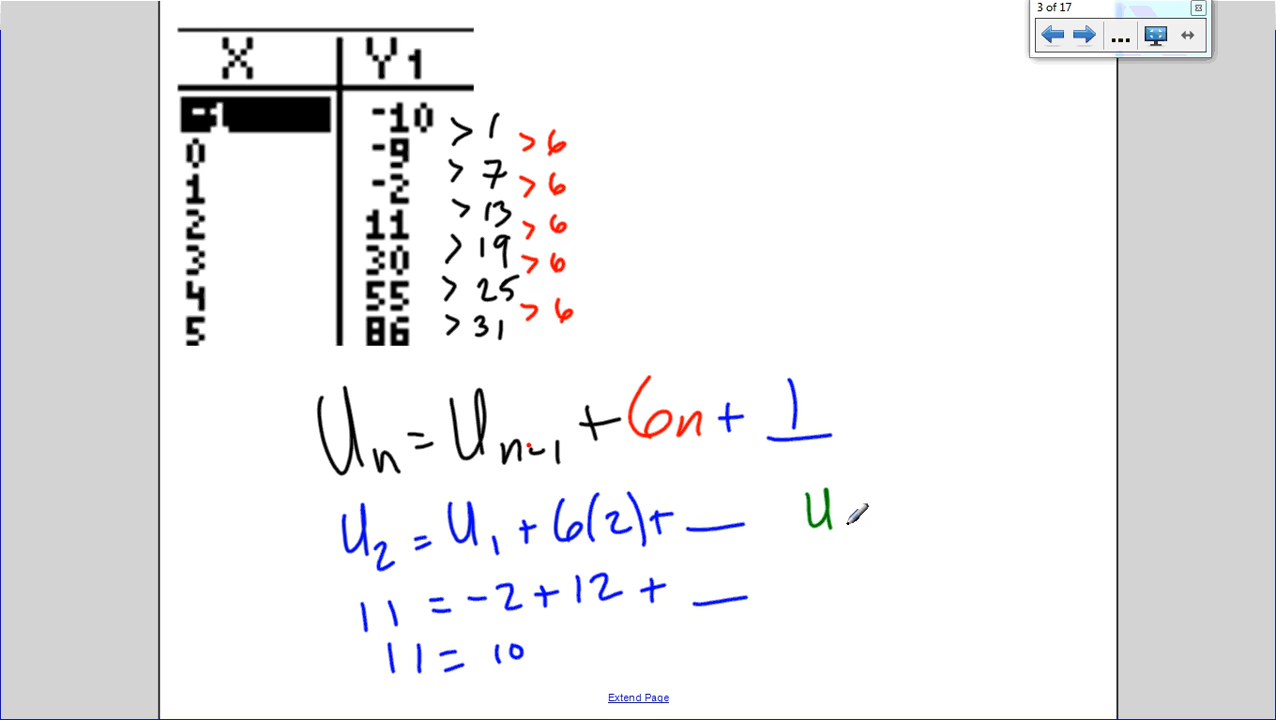 3 of 17
X Y1
-1 -10
> 1
> 6
0 -9
> 7
> 6
1 -2
> 13
> 6
2 11
> 19
> 6
3 30
> 25
> 6
4 55
> 31
5 86
Un = Un-1 + 6n + 1
U2 = U1 + 6(2) + __ U
11 = -2 + 12 + __
11 = 10
Extend Page